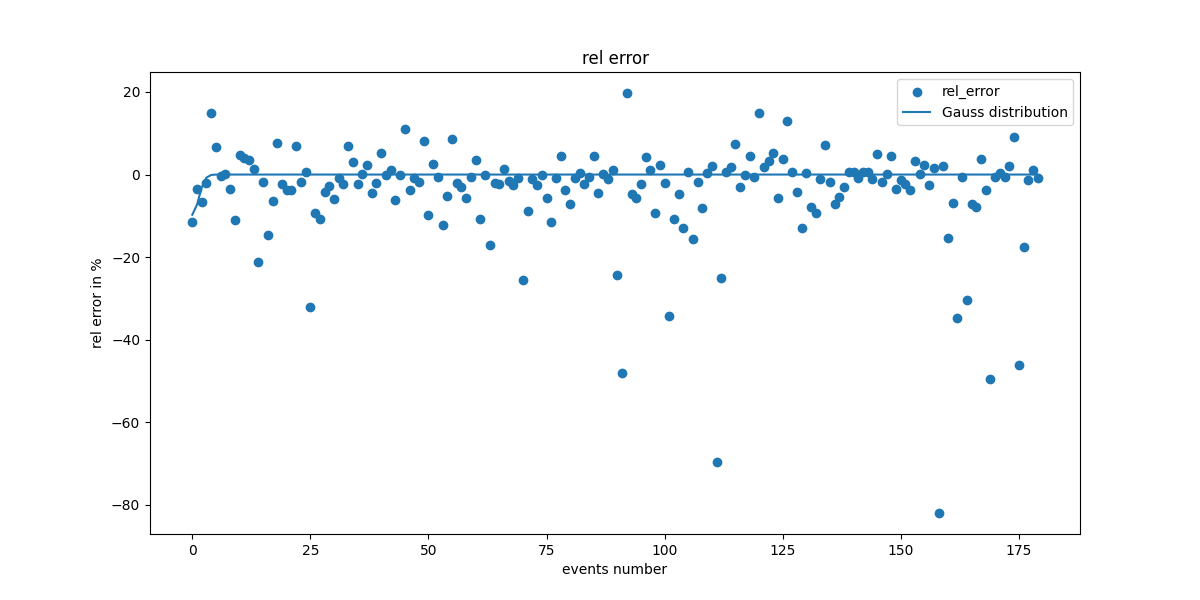 rel error
rel_error
Gauss distribution
rel error in %
20
0
−20
−40
−60
−80
0
25
50
75
100
125
150
175
events number